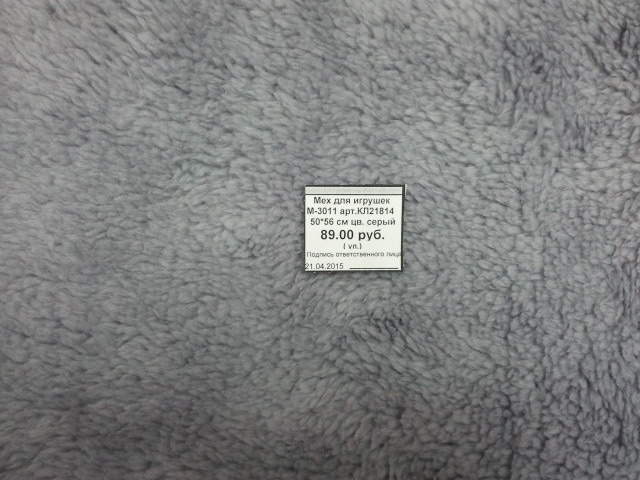 Мех для игрушек
М-3011 арт.КЛ21814
50*56 см цв. серый
89.00 руб.
( уп.)
Подпись ответственного лица
21.04.2015